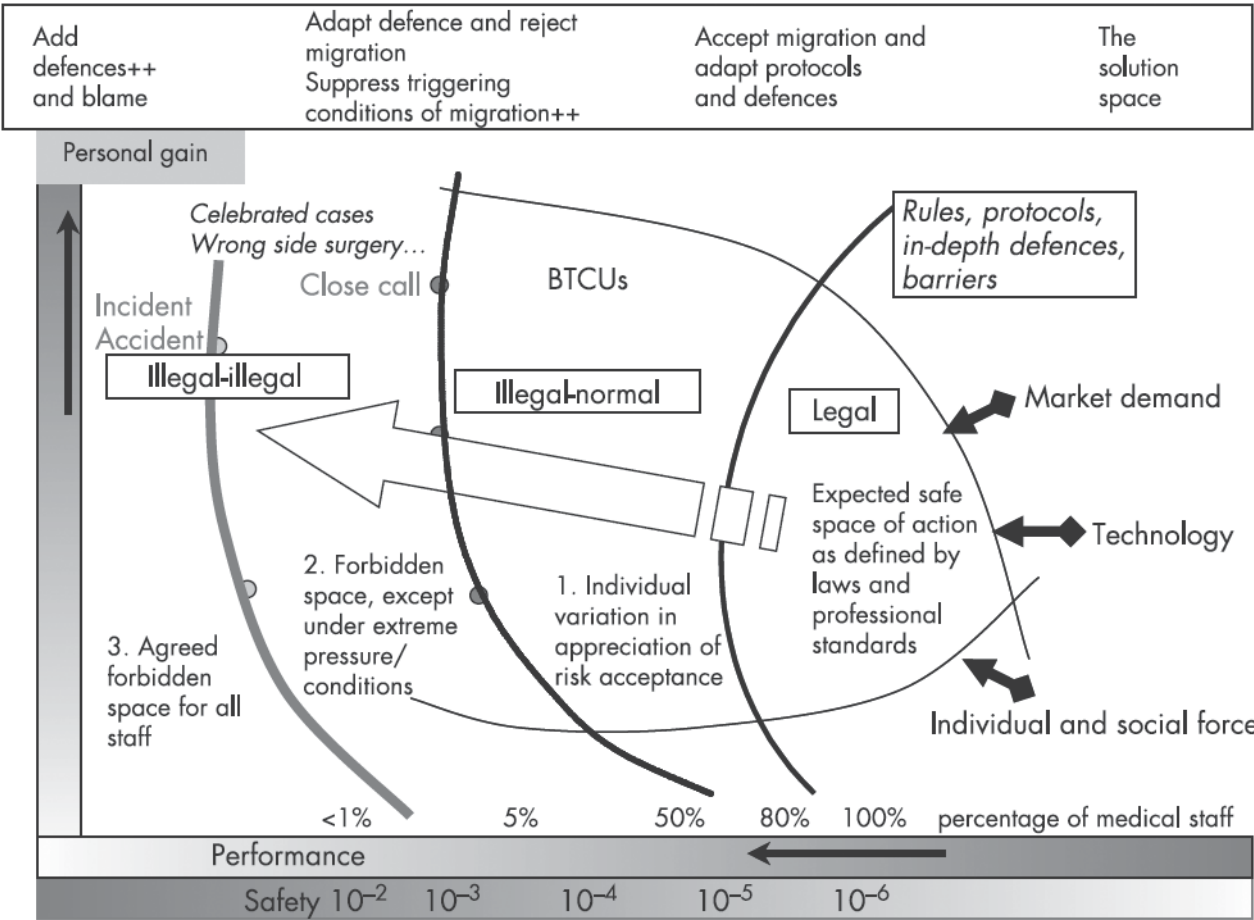 Add
defences++
and blame
Adapt defence and reject
migration
Suppress triggering
conditions of migration++
Accept migration and
adapt protocols
and defences
The
solution
space
Personal gain
Celebrated cases
Wrong side surgery...
Close call
BTCUs
Rules, protocols,
in-depth defences,
barriers
Incident
Accident
Illegal-illegal
Illegal-normal
Legal
Market demand
Expected safe
space of action
as defined by
laws and
professional
standards
Technology
2. Forbidden
space, except
under extreme
pressure/
conditions
1. Individual
variation in
appreciation of
risk acceptance
3. Agreed
forbidden
space for all
staff
Individual and social force
<1% 5% 50% 80% 100% percentage of medical staff
Performance
Safety 10⁻² 10⁻³ 10⁻⁴ 10⁻⁵ 10⁻⁶